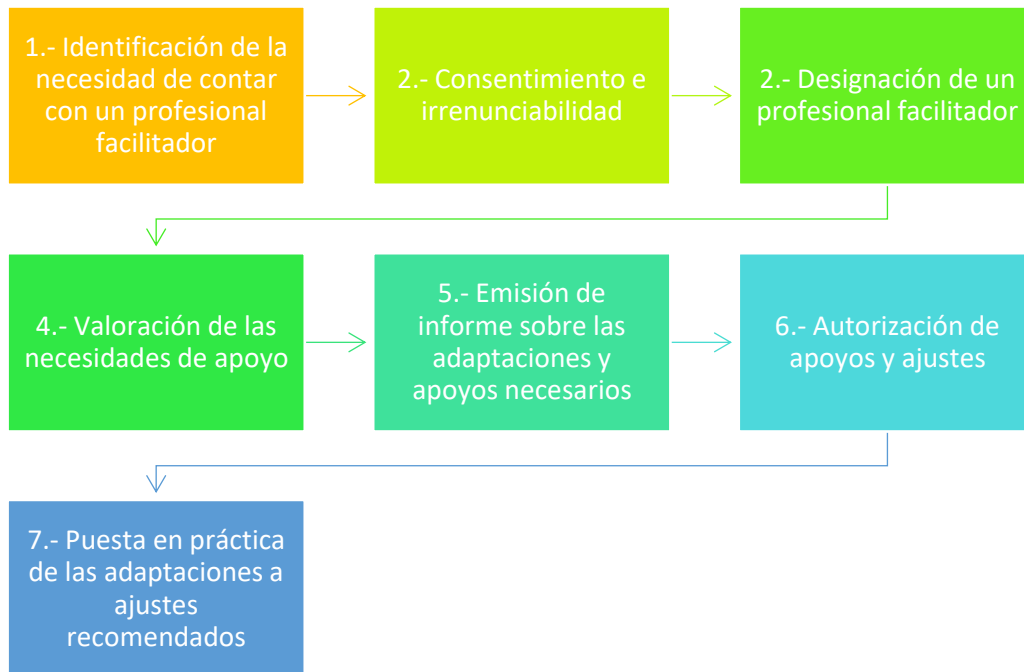 1.- Identificación de la
necesidad de contar
con un profesional
facilitador
2.- Consentimiento e
irrenunciabilidad
2.- Designación de un
profesional facilitador
4.- Valoración de las
necesidades de apoyo
5.- Emisión de
informe sobre las
adaptaciones y
apoyos necesarios
6.- Autorización de
apoyos y ajustes
7.- Puesta en práctica
de las adaptaciones a
ajustes
recomendados